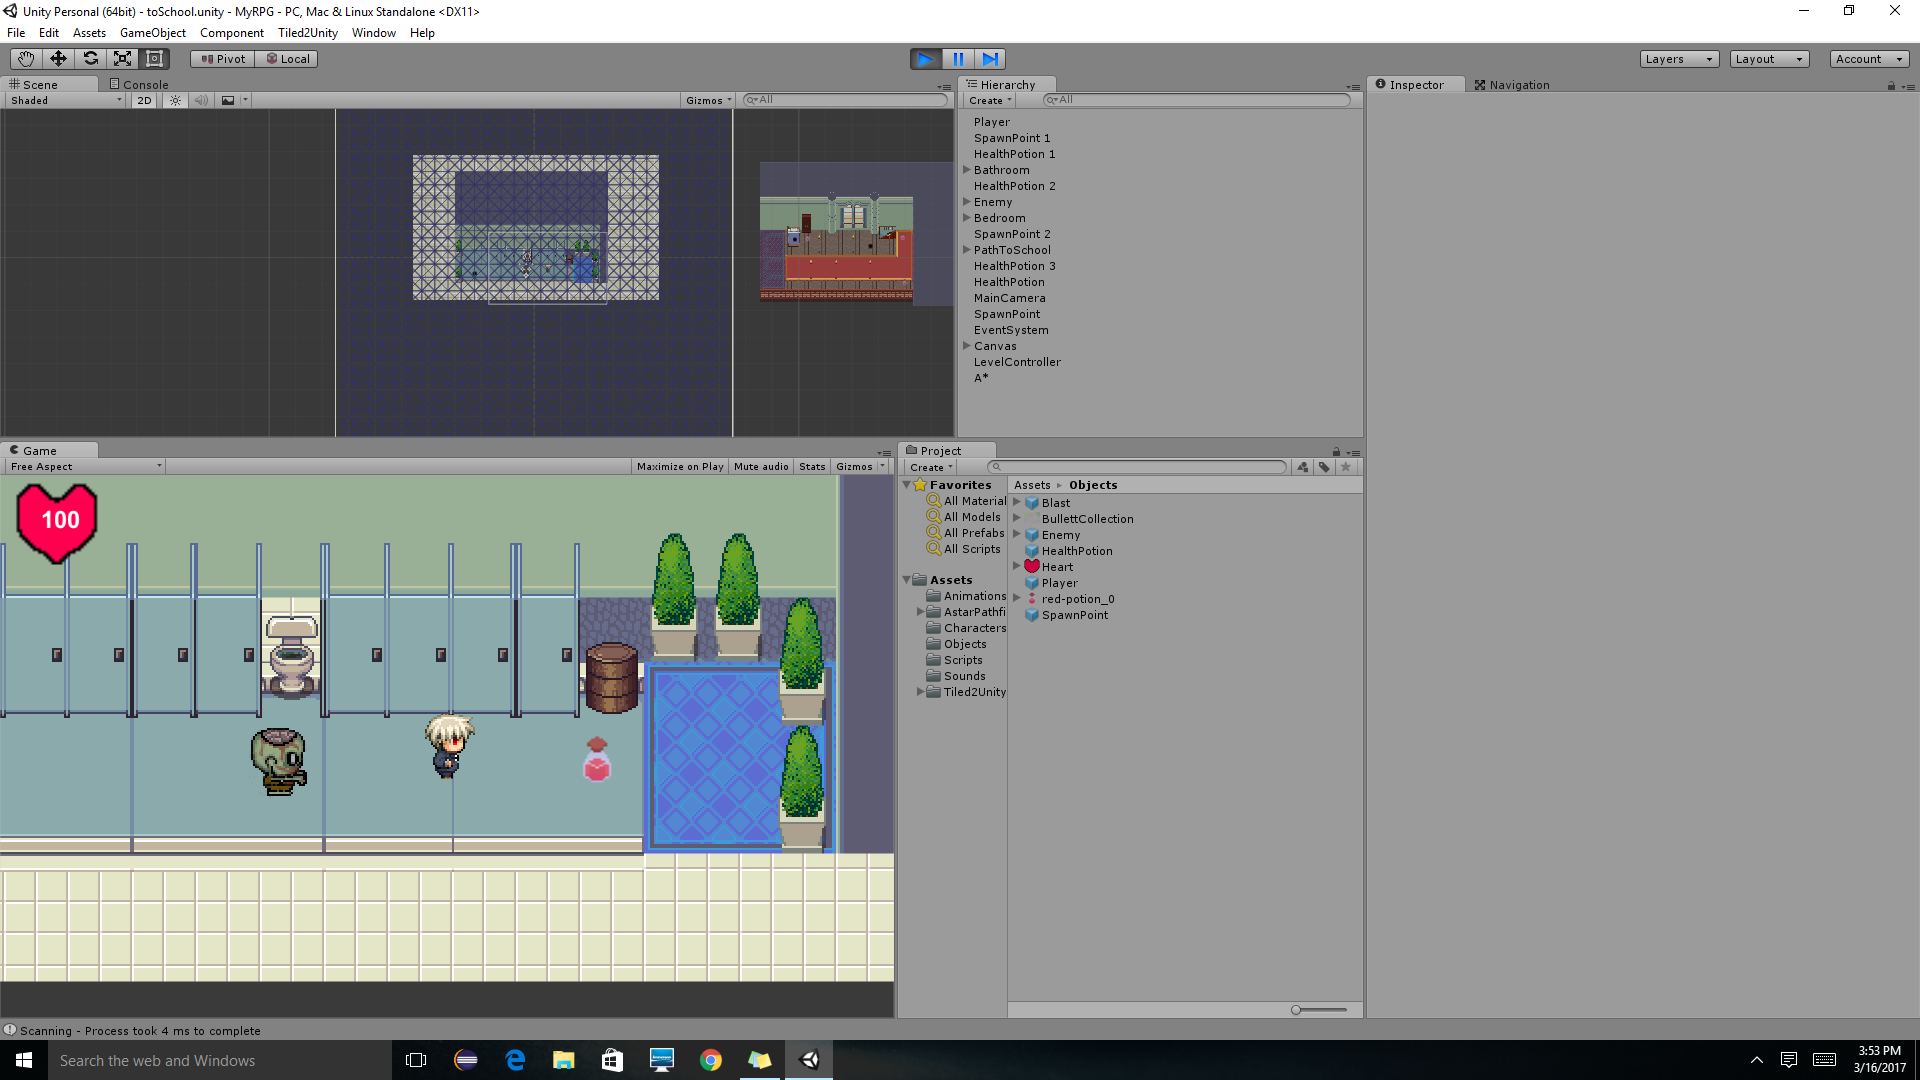 Unity Personal (64bit) - toSchool.unity - MyRPG - PC, Mac & Linux Standalone <DX11>
File Edit Assets GameObject Component Tiled2Unity Window Help
Pivot Local
Layers Layout Account
Scene Console
Shaded 2D Gizmos All
Hierarchy
Create All
Player
SpawnPoint 1
HealthPotion 1
Bathroom
HealthPotion 2
Enemy
Bedroom
SpawnPoint 2
PathToSchool
HealthPotion 3
HealthPotion
MainCamera
SpawnPoint
EventSystem
Canvas
LevelController
A*
Inspector Navigation
Game
Free Aspect Maximize on Play Mute audio Stats Gizmos
100
Project
Create
Favorites
All Material
All Models
All Prefabs
All Scripts
Assets
Animations
AstarPathfi
Characters
Objects
Scripts
Sounds
Tiled2Unity
Assets Objects
Blast
BullettCollection
Enemy
HealthPotion
Heart
Player
red-potion_0
SpawnPoint
Scanning - Process took 4 ms to complete
Search the web and Windows
3:53 PM
3/16/2017